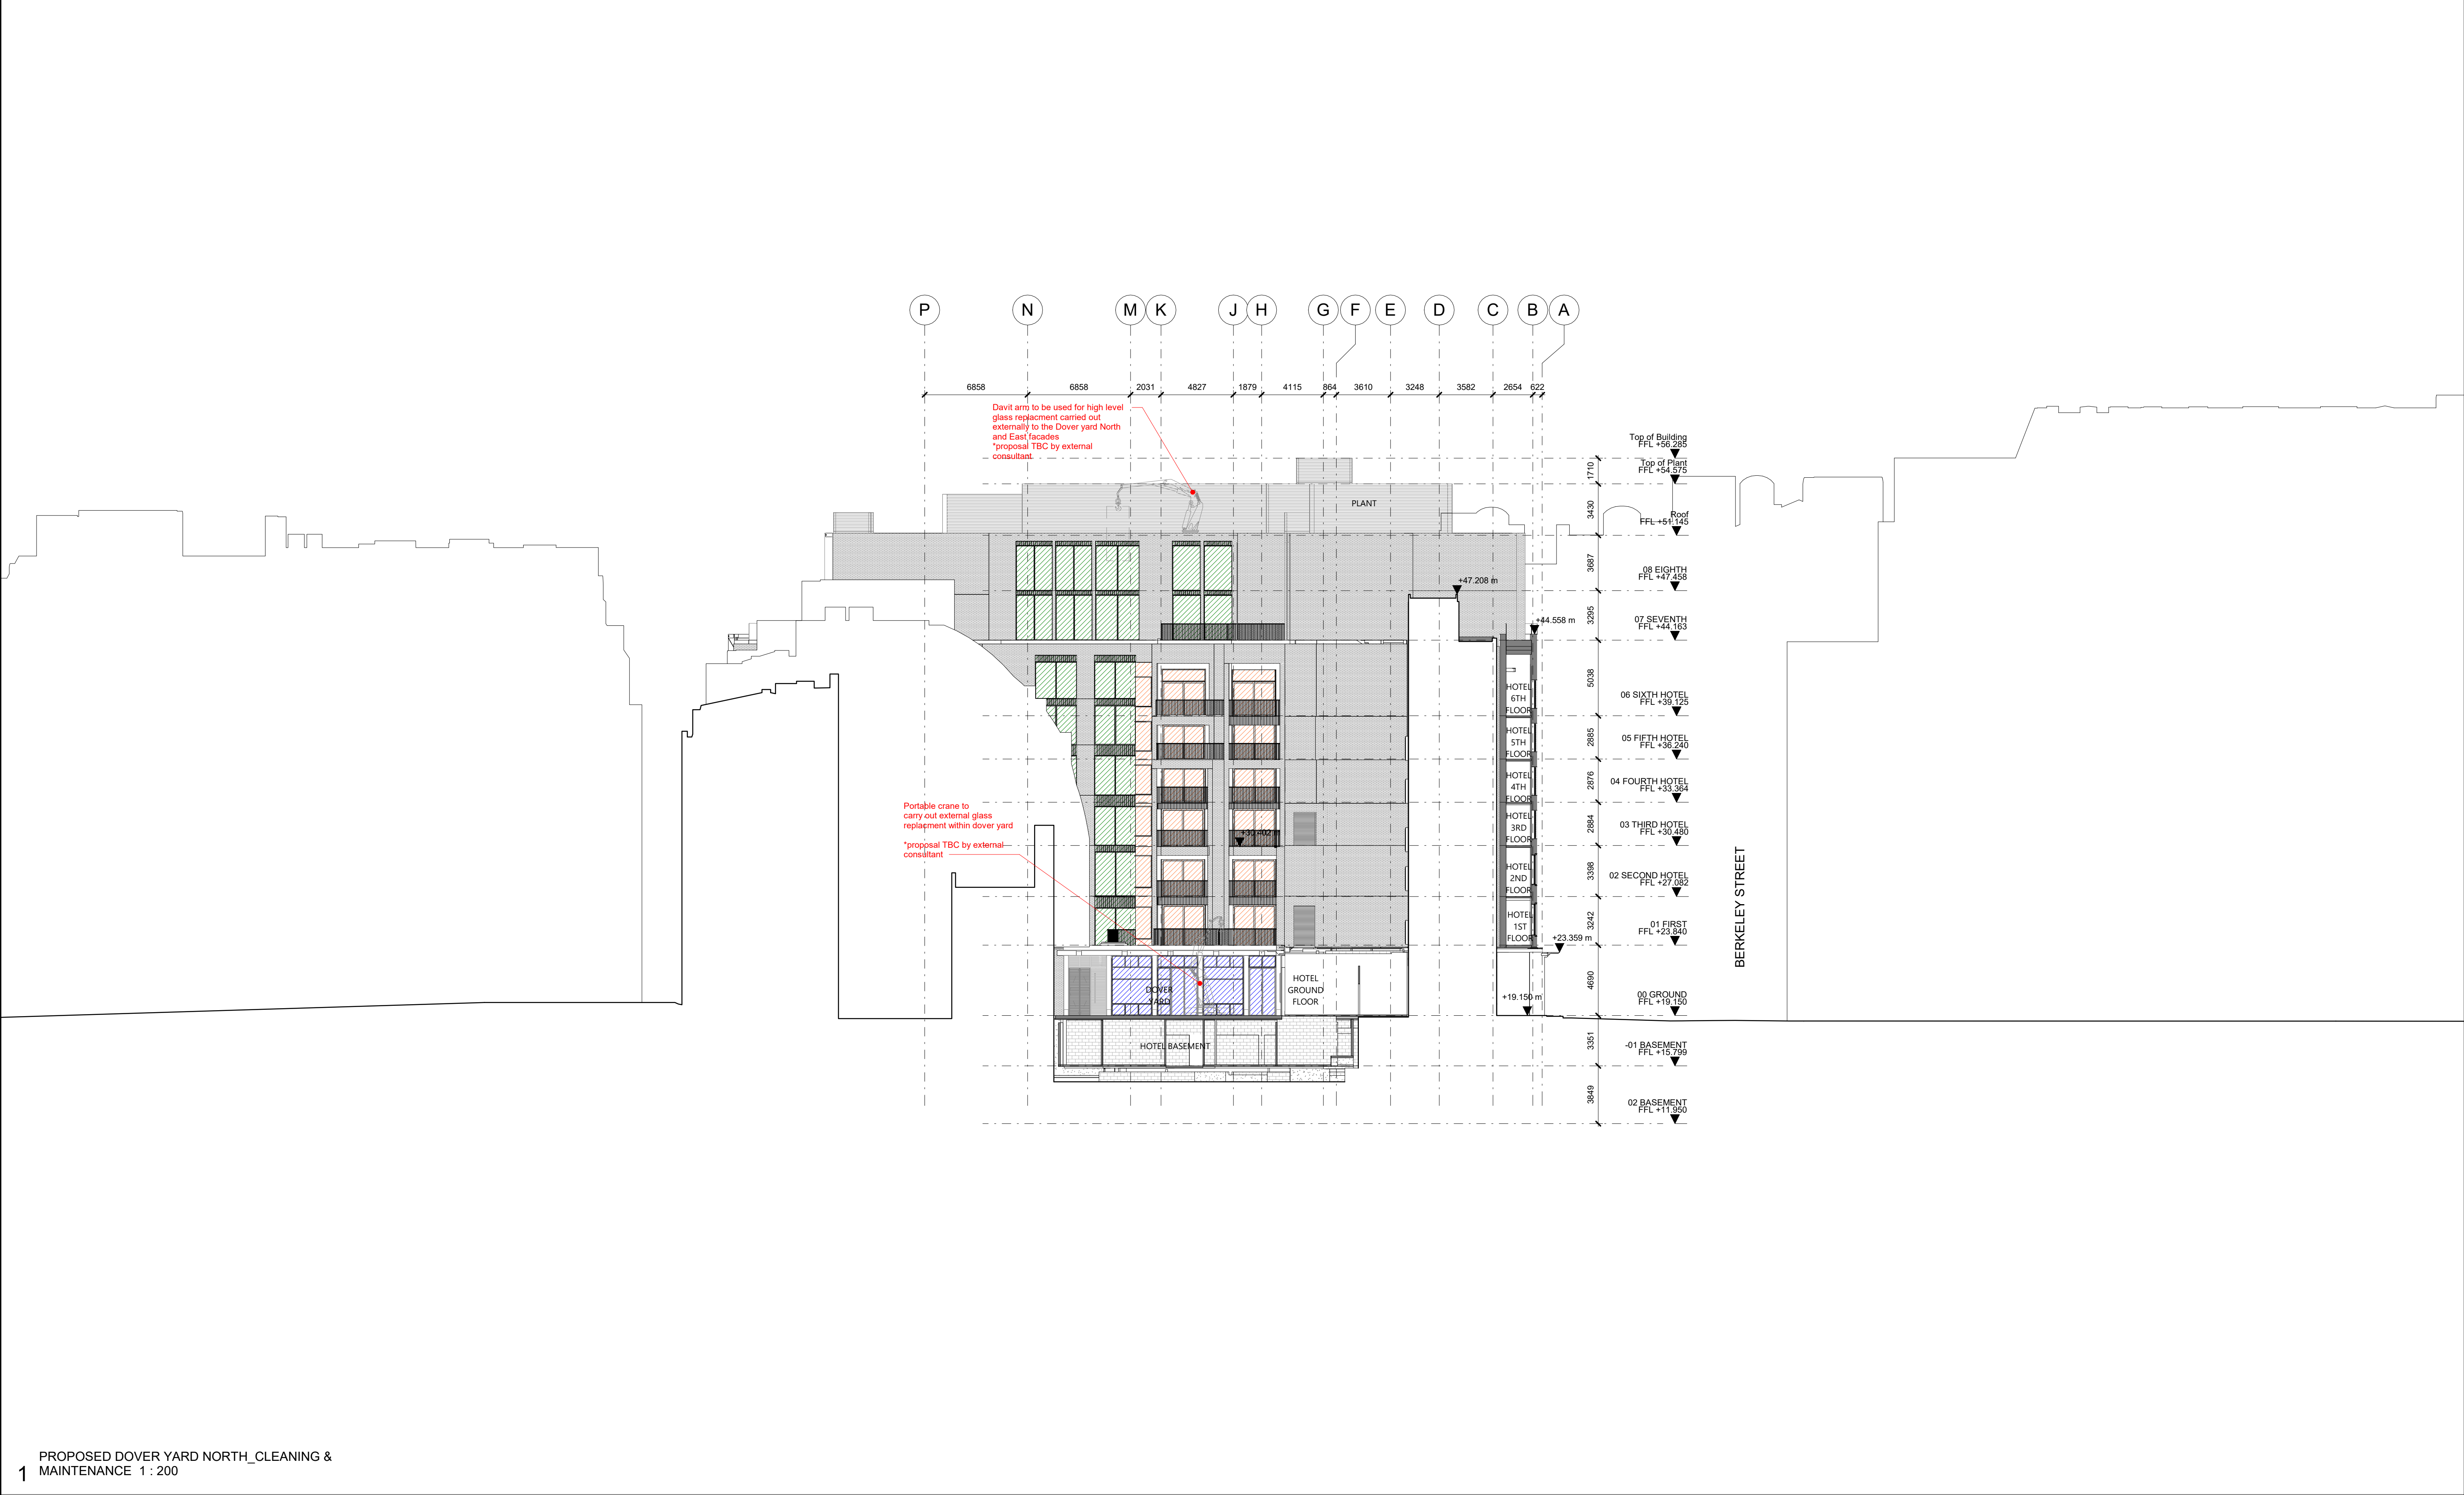 P
N
M
K
J
H
G
F
E
D
C
B
A
6858
6858
2031
4827
1879
4115
864
3610
3248
3582
2654
622
Davit arm to be used for high level
glass replacment carried out
externally to the Dover yard North
and East facades
*proposal TBC by external
consultant
PLANT
Top of Building
FFL +56.285
1710
Top of Plant
FFL +54.575
3430
Roof
FFL +51.145
3687
08 EIGHTH
FFL +47.458
+47.208 m
3295
+44.558 m
07 SEVENTH
FFL +44.163
5038
HOTEL
6TH
FLOOR
06 SIXTH HOTEL
FFL +39.125
2885
HOTEL
5TH
FLOOR
05 FIFTH HOTEL
FFL +36.240
2876
HOTEL
4TH
FLOOR
04 FOURTH HOTEL
FFL +33.364
Portable crane to
carry out external glass
replacment within dover yard
*proposal TBC by external
consultant
2884
HOTEL
3RD
FLOOR
03 THIRD HOTEL
FFL +30.480
3398
HOTEL
2ND
FLOOR
02 SECOND HOTEL
FFL +27.082
3242
HOTEL
1ST
FLOOR
01 FIRST
FFL +23.840
+23.359 m
BERKELEY STREET
4690
DOVER
YARD
HOTEL
GROUND
FLOOR
+19.150 m
00 GROUND
FFL +19.150
3351
HOTEL BASEMENT
-01 BASEMENT
FFL +15.799
3849
02 BASEMENT
FFL +11.950
1
PROPOSED DOVER YARD NORTH_CLEANING &
MAINTENANCE 1 : 200